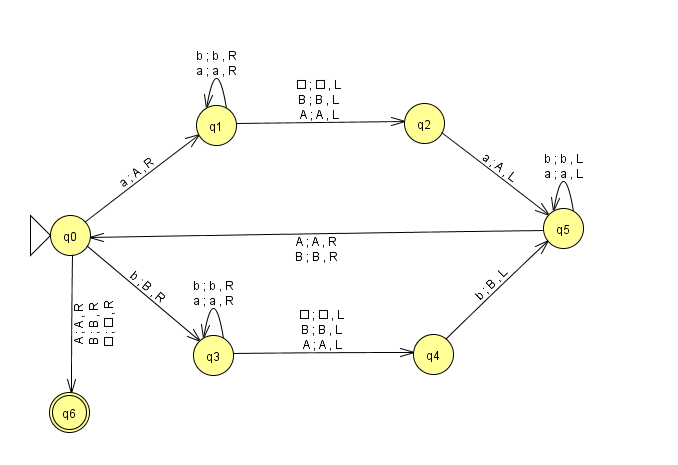 b ; b , R
a ; a , R
q1
□ ; □ , L
B ; B , L
A ; A , L
q2
a ; A , R
a ; A , L
b ; b , L
a ; a , L
q5
q0
A ; A , R
B ; B , R
b ; B , R
b ; b , R
a ; a , R
q3
□ ; □ , L
B ; B , L
A ; A , L
q4
b ; B , L
A ; A , R
B ; B , R
□ ; □ , R
q6